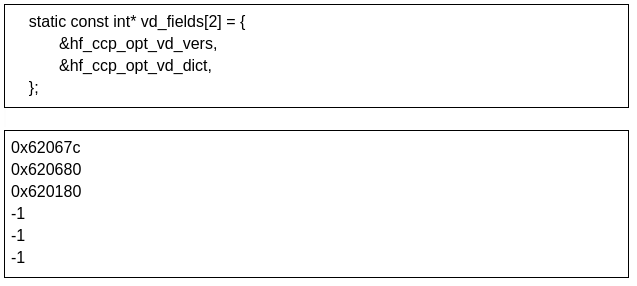 static const int* vd_fields[2] = {
&hf_ccp_opt_vd_vers,
&hf_ccp_opt_vd_dict,
};
0x62067c
0x620680
0x620180
-1
-1
-1